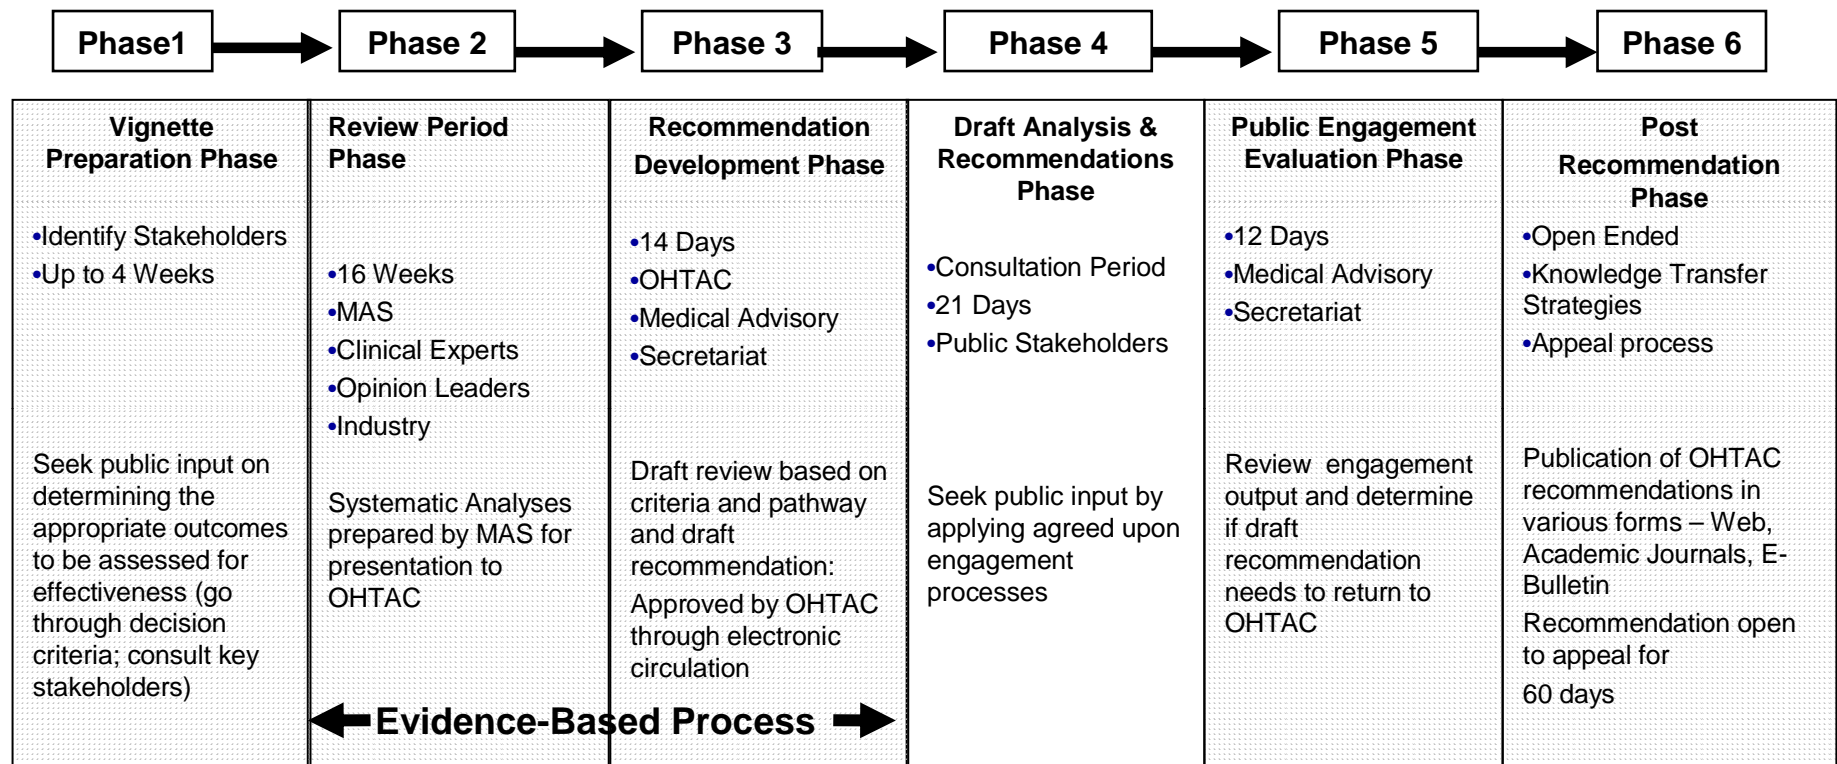 Phase1
Phase 2
Phase 3
Phase 4
Phase 5
Phase 6
Vignette
Preparation Phase
•Identify Stakeholders
•Up to 4 Weeks
Seek public input on
determining the
appropriate outcomes
to be assessed for
effectiveness (go
through decision
criteria; consult key
stakeholders)
Review Period
Phase
•16 Weeks
•MAS
•Clinical Experts
•Opinion Leaders
•Industry
Systematic Analyses
prepared by MAS for
presentation to
OHTAC
Recommendation
Development Phase
•14 Days
•OHTAC
•Medical Advisory
•Secretariat
Draft review based on
criteria and pathway
and draft
recommendation:
Approved by OHTAC
through electronic
circulation
Evidence-Based Process
Draft Analysis &
Recommendations
Phase
•Consultation Period
•21 Days
•Public Stakeholders
Seek public input by
applying agreed upon
engagement
processes
Public Engagement
Evaluation Phase
•12 Days
•Medical Advisory
•Secretariat
Review engagement
output and determine
if draft
recommendation
needs to return to
OHTAC
Post
Recommendation
Phase
•Open Ended
•Knowledge Transfer
Strategies
•Appeal process
Publication of OHTAC
recommendations in
various forms – Web,
Academic Journals, E-
Bulletin
Recommendation open
to appeal for
60 days